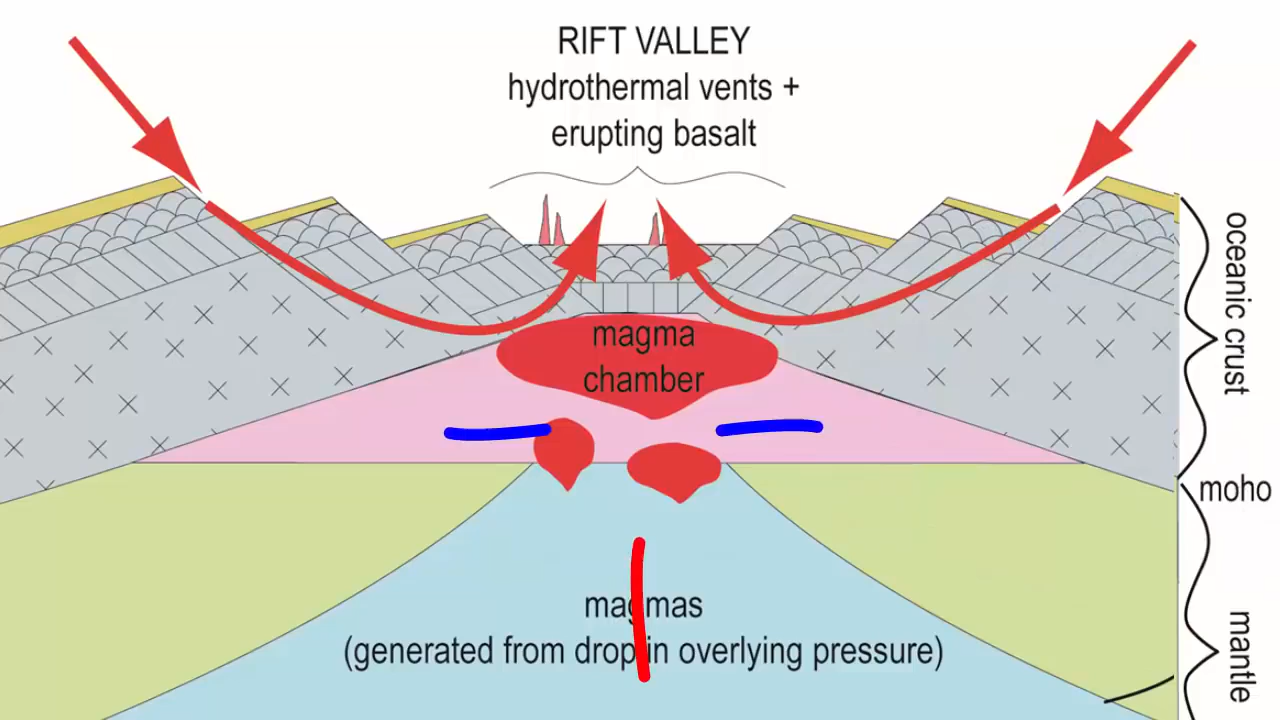 RIFT VALLEY
hydrothermal vents +
erupting basalt
magma
chamber
oceanic crust
moho
magmas
(generated from drop in overlying pressure)
mantle